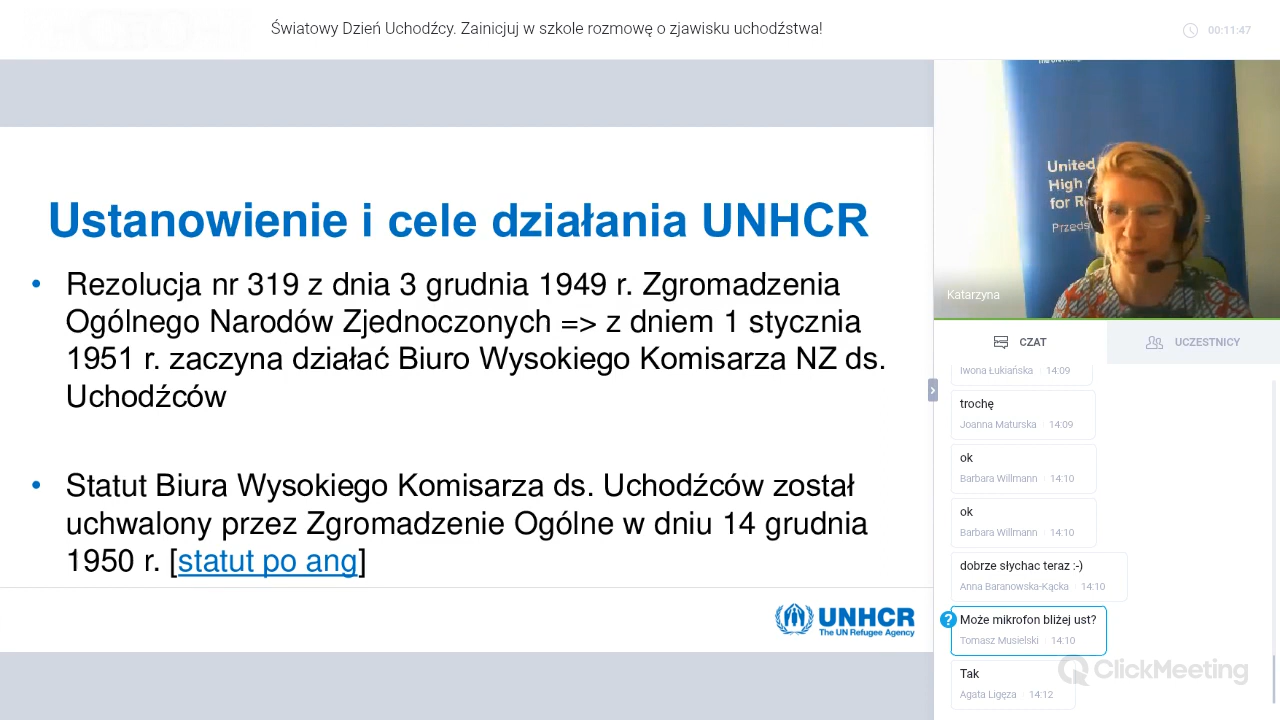 Światowy Dzień Uchodźcy. Zainicjuj w szkole rozmowę o zjawisku uchodźstwa!
00:11:47
Ustanowienie i cele działania UNHCR
• Rezolucja nr 319 z dnia 3 grudnia 1949 r. Zgromadzenia
Ogólnego Narodów Zjednoczonych => z dniem 1 stycznia
1951 r. zaczyna działać Biuro Wysokiego Komisarza NZ ds.
Uchodźców
• Statut Biura Wysokiego Komisarza ds. Uchodźców został
uchwalony przez Zgromadzenie Ogólne w dniu 14 grudnia
1950 r. [statut po ang]
UNHCR
The UN Refugee Agency
United
High
for
Katarzyna
CZAT
UCZESTNICY
Iwona Łukiańska 14:09
trochę
Joanna Maturska 14:09
ok
Barbara Willmann 14:10
ok
Barbara Willmann 14:10
dobrze słychac teraz :-)
Anna Baranowska-Kącka 14:10
? Może mikrofon bliżej ust?
Tomasz Musielski 14:10
Tak
Agata Ligęza 14:12
ClickMeeting